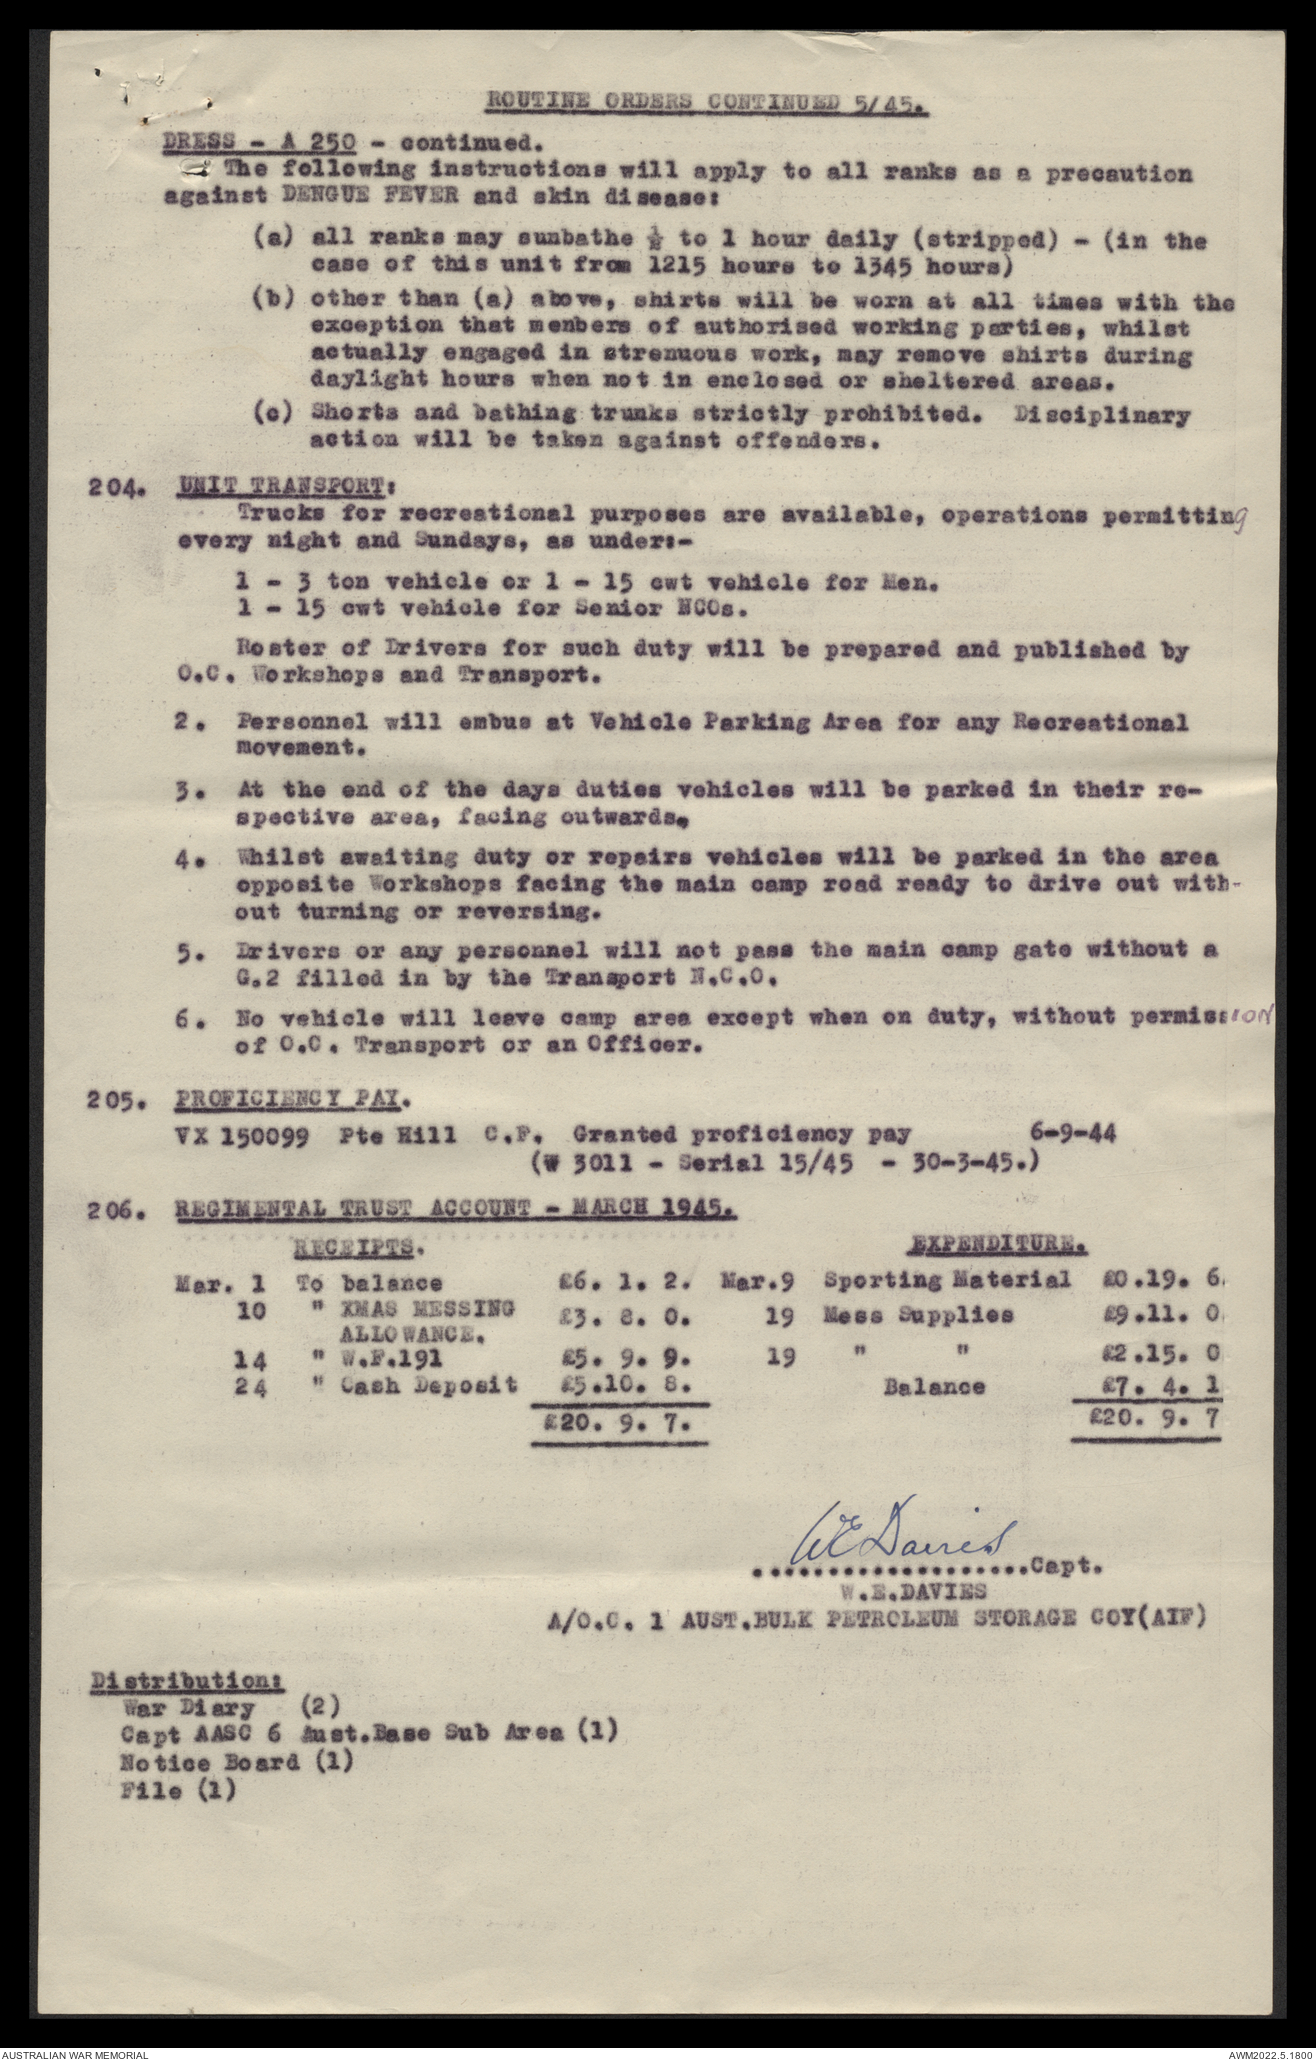 ROUTINE ORDERS CONTINUED 5/45.
DRESS - A 250 - continued.
The following instructions will apply to all ranks as a precaution
against DENGUE FEVER and skin disease:
(a) all ranks may sunbathe ½ to 1 hour daily (stripped) - (in the
case of this unit from 1215 hours to 1345 hours)
(b) other than (a) above, shirts will be worn at all times with the
exception that menbers of authorised working parties, whilst
actually engaged in strenuous work, may remove shirts during
daylight hours when not in enclosed or sheltered areas.
(c) Shorts and bathing trunks strictly prohibited. Disciplinary
action will be taken against offenders.
204. UNIT TRANSPORT:
Trucks for recreational purposes are available, operations permitting
every night and Sundays, as under:-
1 - 3 ton vehicle or 1 - 15 cwt vehicle for Men.
1 - 15 cwt vehicle for Senior NCOs.
Roster of Drivers for such duty will be prepared and published by
O.C. Workshops and Transport.
2. Personnel will embus at Vehicle Parking Area for any Recreational
movement.
3. At the end of the days duties vehicles will be parked in their re-
spective area, facing outwards.
4. Whilst awaiting duty or repairs vehicles will be parked in the area
opposite Workshops facing the main camp road ready to drive out with-
out turning or reversing.
5. Drivers or any personnel will not pass the main camp gate without a
G.2 filled in by the Transport N.C.O.
6. No vehicle will leave camp area except when on duty, without permission
of O.C. Transport or an Officer.
205. PROFICIENCY PAY.
VX 150099 Pte Hill C.F. Granted proficiency pay 6-9-44
(W 3011 - Serial 15/45 - 30-3-45.)
206. REGIMENTAL TRUST ACCOUNT - MARCH 1945.
RECEIPTS. EXPENDITURE.
Mar. 1 To balance £6. 1. 2. Mar.9 Sporting Material £0.19. 6.
10 " XMAS MESSING £3. 8. 0. 19 Mess Supplies £9.11. 0
ALLOWANCE.
14 " W.F.191 £5. 9. 9. 19 " " £2.15. 0
24 " Cash Deposit £5.10. 8. Balance £7. 4. 1
£20. 9. 7. £20. 9. 7
WE Davies
....................Capt.
W.E.DAVIES
A/O.C. 1 AUST.BULK PETROLEUM STORAGE COY(AIF)
Distribution:
War Diary (2)
Capt AASC 6 Aust.Base Sub Area (1)
Notice Board (1)
File (1)
AUSTRALIAN WAR MEMORIAL AWM2022.5.1800